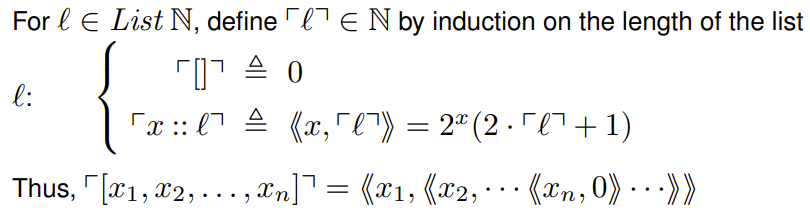 For ℓ ∈ List ℕ, define ⌜ℓ⌝ ∈ ℕ by induction on the length of the list
ℓ: { ⌜[]⌝ ≜ 0
⌜x :: ℓ⌝ ≜ ⟪x, ⌜ℓ⌝⟫ = 2ˣ(2 · ⌜ℓ⌝ + 1)
Thus, ⌜[x₁, x₂, . . . , xₙ]⌝ = ⟪x₁, ⟪x₂, · · · ⟪xₙ, 0⟫ · · ·⟫⟫